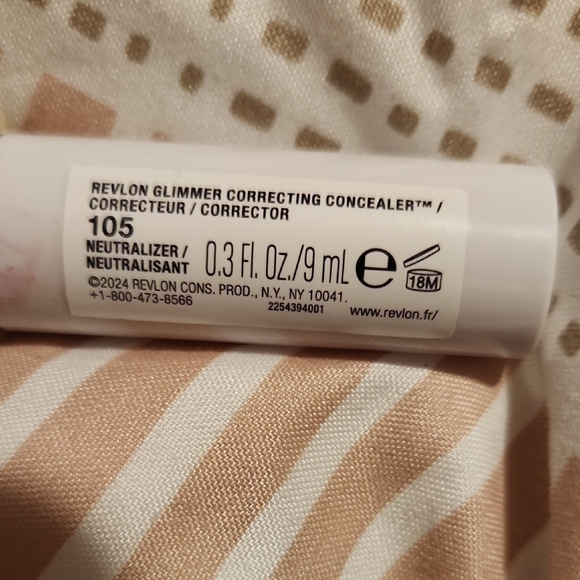 REVLON GLIMMER CORRECTING CONCEALER™ /
CORRECTEUR / CORRECTOR
105
NEUTRALIZER /
NEUTRALISANT
0.3 Fl. Oz./9 mL e
18M
©2024 REVLON CONS. PROD., N.Y., NY 10041.
+1-800-473-8566
2254394001
www.revlon.fr/